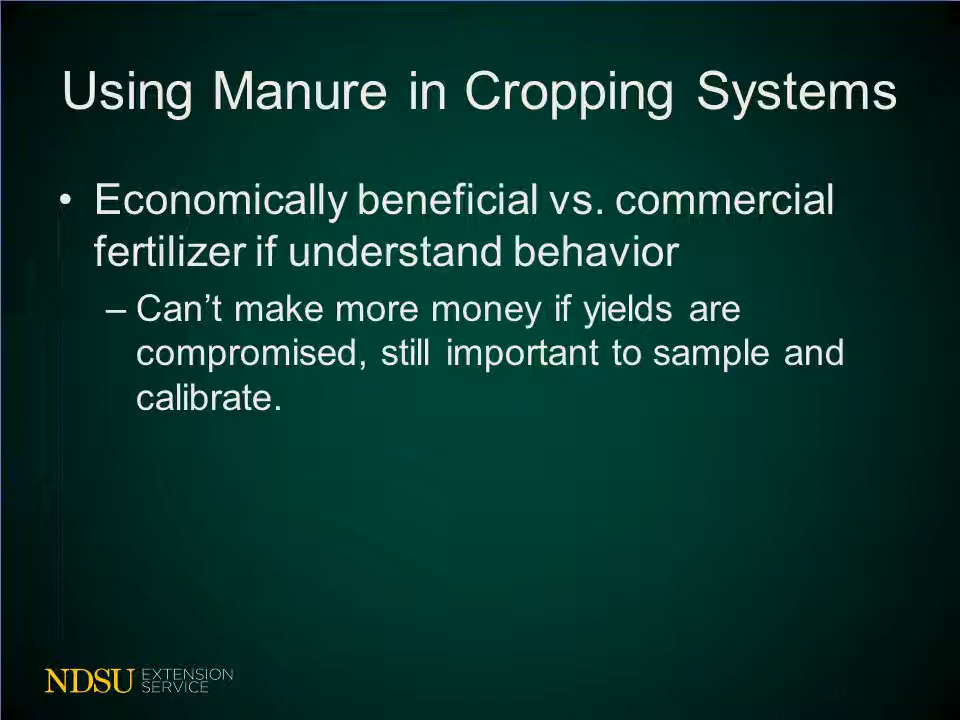 Using Manure in Cropping Systems
• Economically beneficial vs. commercial
fertilizer if understand behavior
– Can’t make more money if yields are
compromised, still important to sample and
calibrate.
NDSU EXTENSION
SERVICE